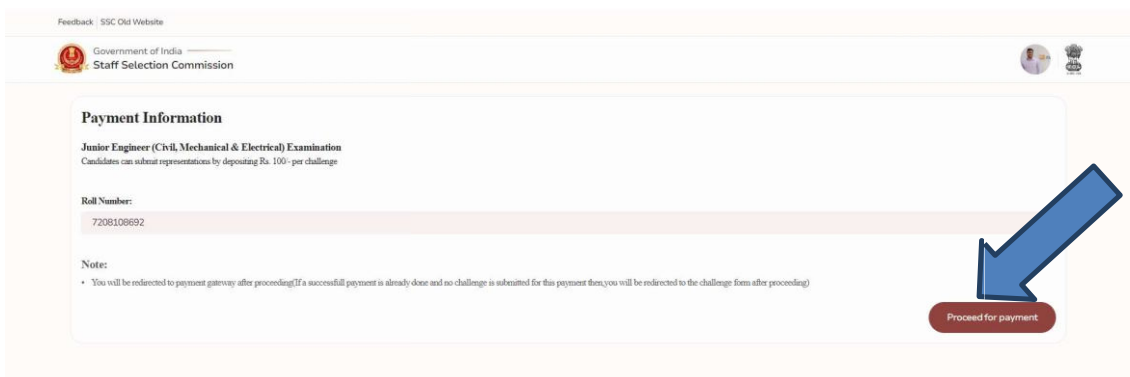 Feedback SSC Old Website
Government of India
Staff Selection Commission
Payment Information
Junior Engineer (Civil, Mechanical & Electrical) Examination
Candidates can submit representations by depositing Rs. 100/- per challenge
Roll Number:
7208108692
Note:
• You will be redirected to payment gateway after proceeding(If a successfull payment is already done and no challenge is submitted for this payment then,you will be redirected to the challenge form after proceeding)
Proceed for payment